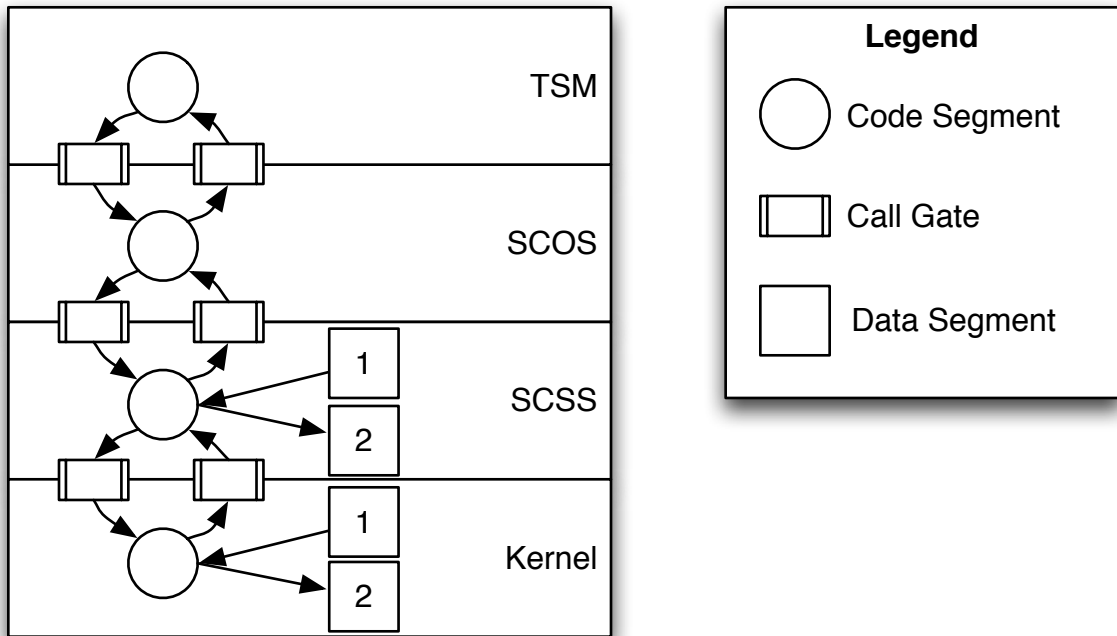 TSM
SCOS
1
SCSS
2
1
Kernel
2
Legend
Code Segment
Call Gate
Data Segment